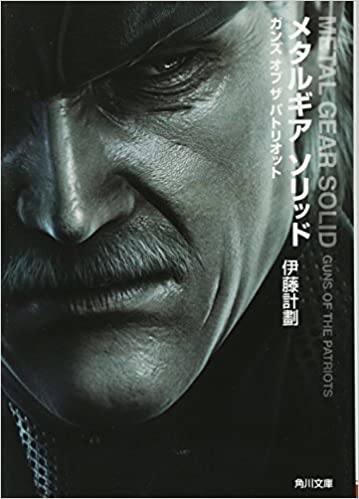 METAL GEAR SOLID
GUNS OF THE PATRIOTS
メタルギア ソリッド
ガンズ オブ ザ パトリオット
伊藤計劃
角川文庫